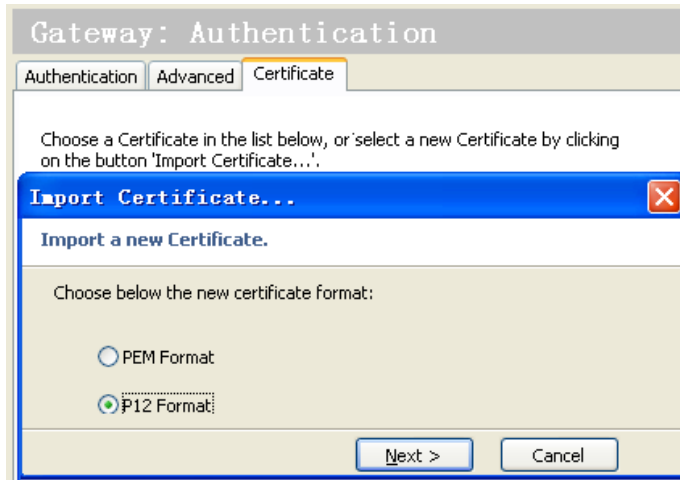 Gateway: Authentication
Authentication Advanced Certificate
Choose a Certificate in the list below, or select a new Certificate by clicking
on the button 'Import Certificate...'.
Import Certificate...
Import a new Certificate.
Choose below the new certificate format:
PEM Format
P12 Format
Next > Cancel